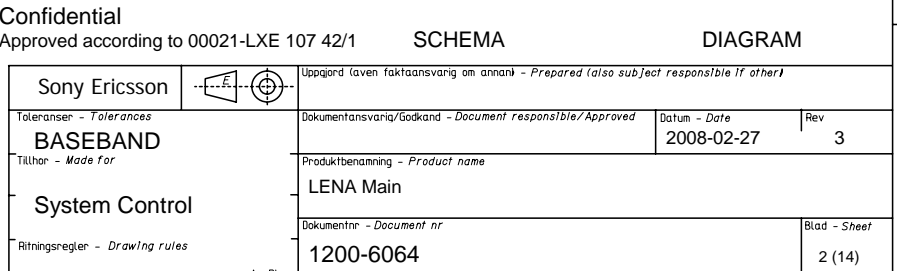 Confidential
Approved according to 00021-LXE 107 42/1 SCHEMA DIAGRAM
Sony Ericsson E Uppgjord (aven faktaansvarig om annan) - Prepared (also subject responsible if other)
Toleranser - Tolerances Dokumentansvarig/Godkand - Document responsible/Approved Datum - Date Rev
BASEBAND 2008-02-27 3
Tillhor - Made for Produktbenamning - Product name
LENA Main
System Control
Dokumentnr - Document nr Blad - Sheet
Ritningsregler - Drawing rules 1200-6064 2 (14)